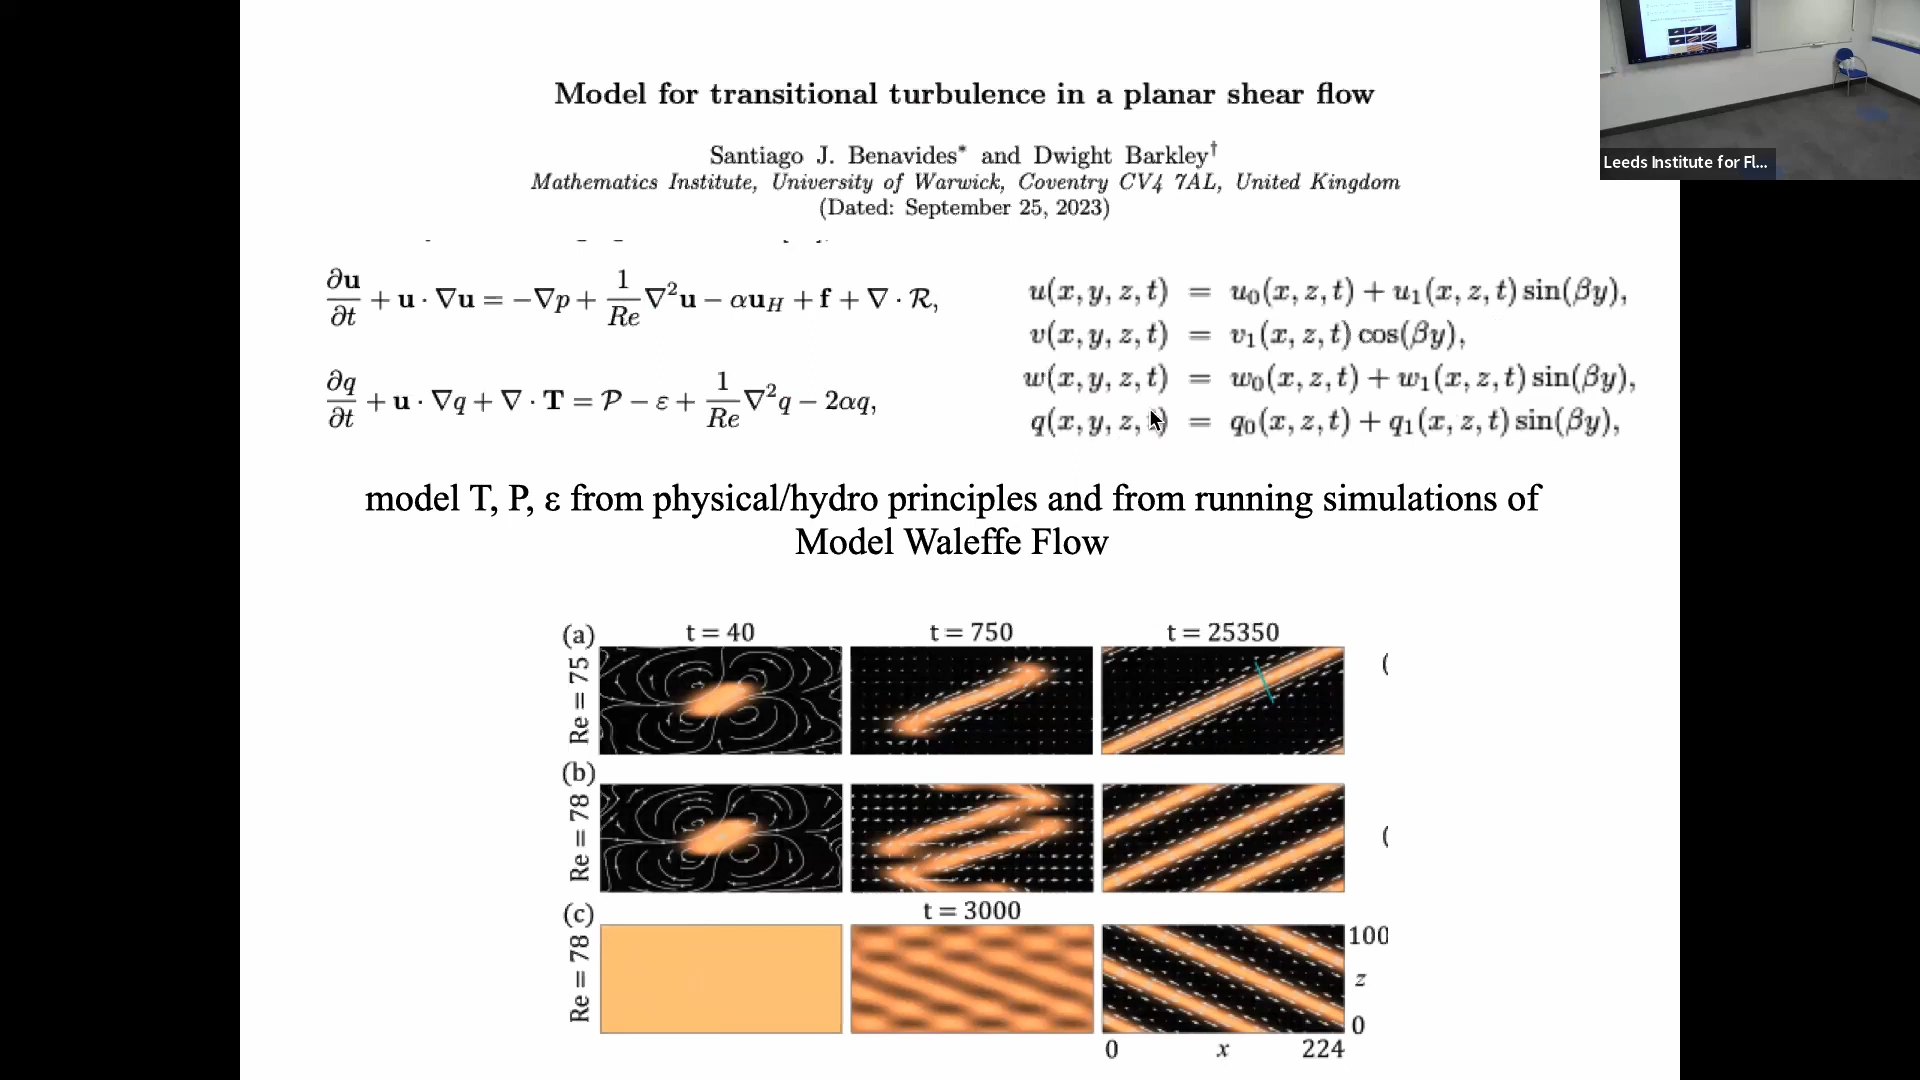 Model for transitional turbulence in a planar shear flow
Santiago J. Benavides* and Dwight Barkley†
Mathematics Institute, University of Warwick, Coventry CV4 7AL, United Kingdom
(Dated: September 25, 2023)
∂u/∂t + u · ∇u = −∇p + 1/Re ∇²u − αu_H + f + ∇ · R,
∂q/∂t + u · ∇q + ∇ · T = P − ε + 1/Re ∇²q − 2αq,
u(x, y, z, t) = u₀(x, z, t) + u₁(x, z, t) sin(βy),
v(x, y, z, t) = v₁(x, z, t) cos(βy),
w(x, y, z, t) = w₀(x, z, t) + w₁(x, z, t) sin(βy),
q(x, y, z, t) = q₀(x, z, t) + q₁(x, z, t) sin(βy),
model T, P, ε from physical/hydro principles and from running simulations of
Model Waleffe Flow
(a) t = 40 t = 750 t = 25350
Re = 75
(
(b)
Re = 78
(
(c) t = 3000
Re = 78
100
z
0
0 x 224
Leeds Institute for Fl...